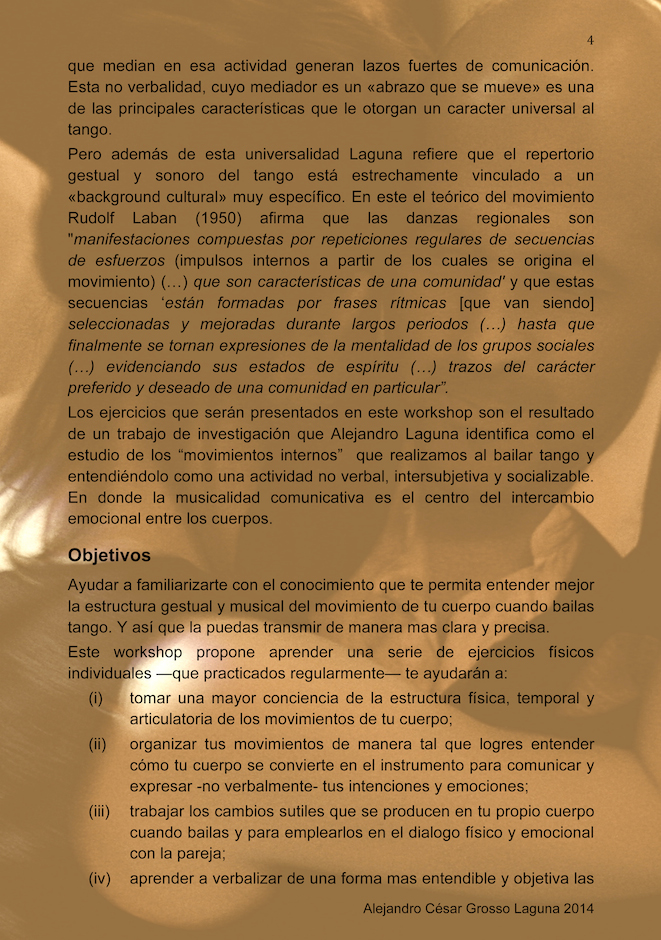 4
que median en esa actividad generan lazos fuertes de comunicación.
Esta no verbalidad, cuyo mediador es un «abrazo que se mueve» es una
de las principales características que le otorgan un caracter universal al
tango.
Pero además de esta universalidad Laguna refiere que el repertorio
gestual y sonoro del tango está estrechamente vinculado a un
«background cultural» muy específico. En este el teórico del movimiento
Rudolf Laban (1950) afirma que las danzas regionales son
"manifestaciones compuestas por repeticiones regulares de secuencias
de esfuerzos (impulsos internos a partir de los cuales se origina el
movimiento) (…) que son características de una comunidad' y que estas
secuencias ‘están formadas por frases rítmicas [que van siendo]
seleccionadas y mejoradas durante largos periodos (…) hasta que
finalmente se tornan expresiones de la mentalidad de los grupos sociales
(…) evidenciando sus estados de espíritu (…) trazos del carácter
preferido y deseado de una comunidad en particular”.
Los ejercicios que serán presentados en este workshop son el resultado
de un trabajo de investigación que Alejandro Laguna identifica como el
estudio de los “movimientos internos” que realizamos al bailar tango y
entendiéndolo como una actividad no verbal, intersubjetiva y socializable.
En donde la musicalidad comunicativa es el centro del intercambio
emocional entre los cuerpos.
Objetivos
Ayudar a familiarizarte con el conocimiento que te permita entender mejor
la estructura gestual y musical del movimiento de tu cuerpo cuando bailas
tango. Y así que la puedas transmitir de manera mas clara y precisa.
Este workshop propone aprender una serie de ejercicios físicos
individuales —que practicados regularmente— te ayudarán a:
(i) tomar una mayor conciencia de la estructura física, temporal y
articulatoria de los movimientos de tu cuerpo;
(ii) organizar tus movimientos de manera tal que logres entender
cómo tu cuerpo se convierte en el instrumento para comunicar y
expresar -no verbalmente- tus intenciones y emociones;
(iii) trabajar los cambios sutiles que se producen en tu propio cuerpo
cuando bailas y para emplearlos en el dialogo físico y emocional
con la pareja;
(iv) aprender a verbalizar de una forma mas entendible y objetiva las
Alejandro César Grosso Laguna 2014